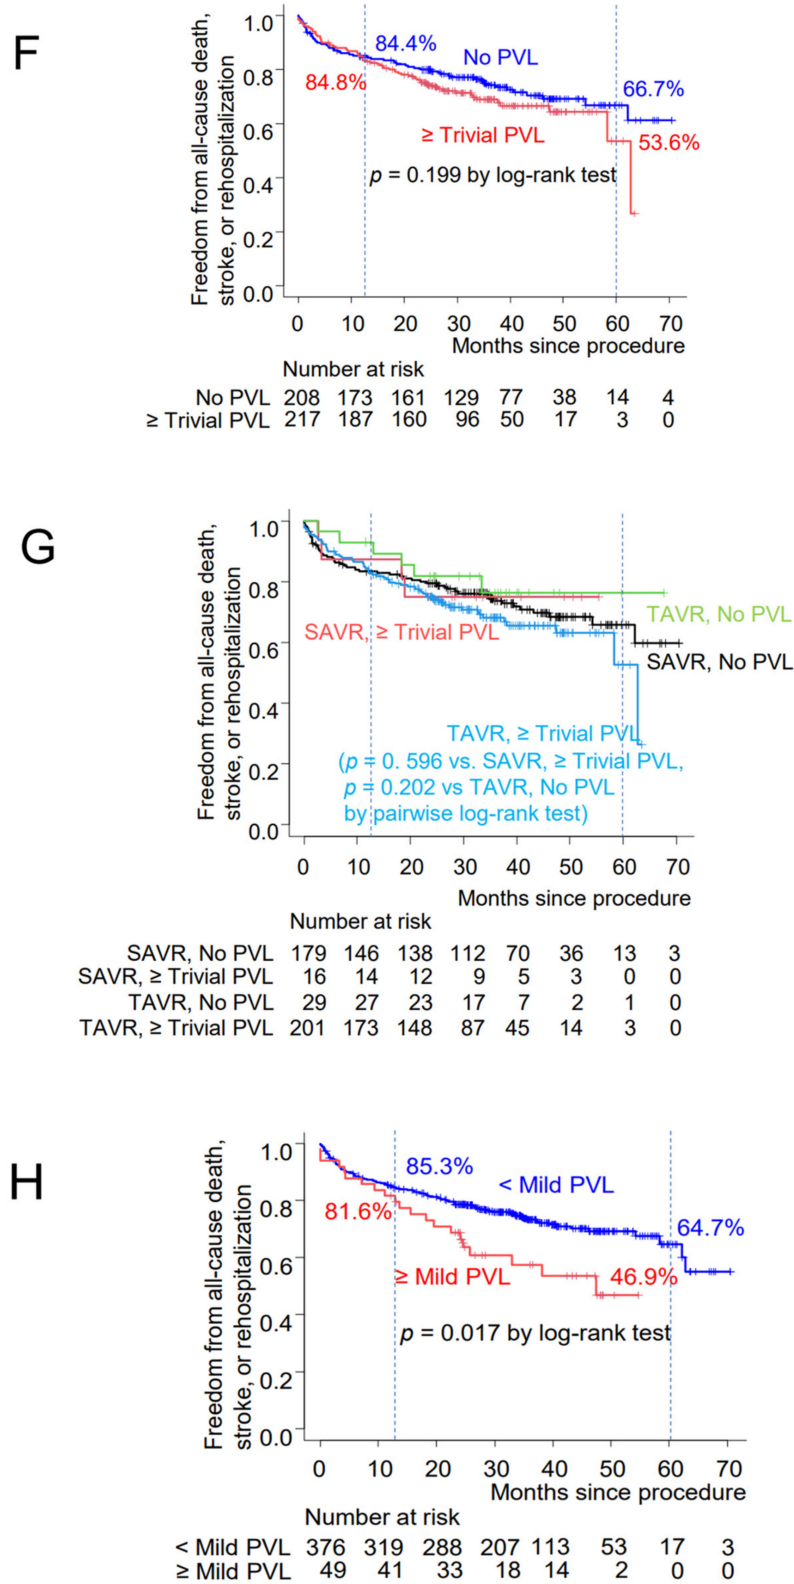 F
Freedom from all-cause death,
stroke, or rehospitalization
1.0
0.8
0.6
0.4
0.2
0.0
84.4%
No PVL
84.8%
66.7%
≥ Trivial PVL
53.6%
p = 0.199 by log-rank test
0 10 20 30 40 50 60 70
Months since procedure
Number at risk
No PVL 208 173 161 129 77 38 14 4
≥ Trivial PVL 217 187 160 96 50 17 3 0
G
Freedom from all-cause death,
stroke, or rehospitalization
1.0
0.8
0.6
0.4
0.2
0.0
TAVR, No PVL
SAVR, ≥ Trivial PVL
SAVR, No PVL
TAVR, ≥ Trivial PVL
(p = 0. 596 vs. SAVR, ≥ Trivial PVL,
p = 0.202 vs TAVR, No PVL
by pairwise log-rank test)
0 10 20 30 40 50 60 70
Months since procedure
Number at risk
SAVR, No PVL 179 146 138 112 70 36 13 3
SAVR, ≥ Trivial PVL 16 14 12 9 5 3 0 0
TAVR, No PVL 29 27 23 17 7 2 1 0
TAVR, ≥ Trivial PVL 201 173 148 87 45 14 3 0
H
Freedom from all-cause death,
stroke, or rehospitalization
1.0
0.8
0.6
0.4
0.2
0.0
85.3%
< Mild PVL
81.6%
64.7%
≥ Mild PVL
46.9%
p = 0.017 by log-rank test
0 10 20 30 40 50 60 70
Months since procedure
Number at risk
< Mild PVL 376 319 288 207 113 53 17 3
≥ Mild PVL 49 41 33 18 14 2 0 0